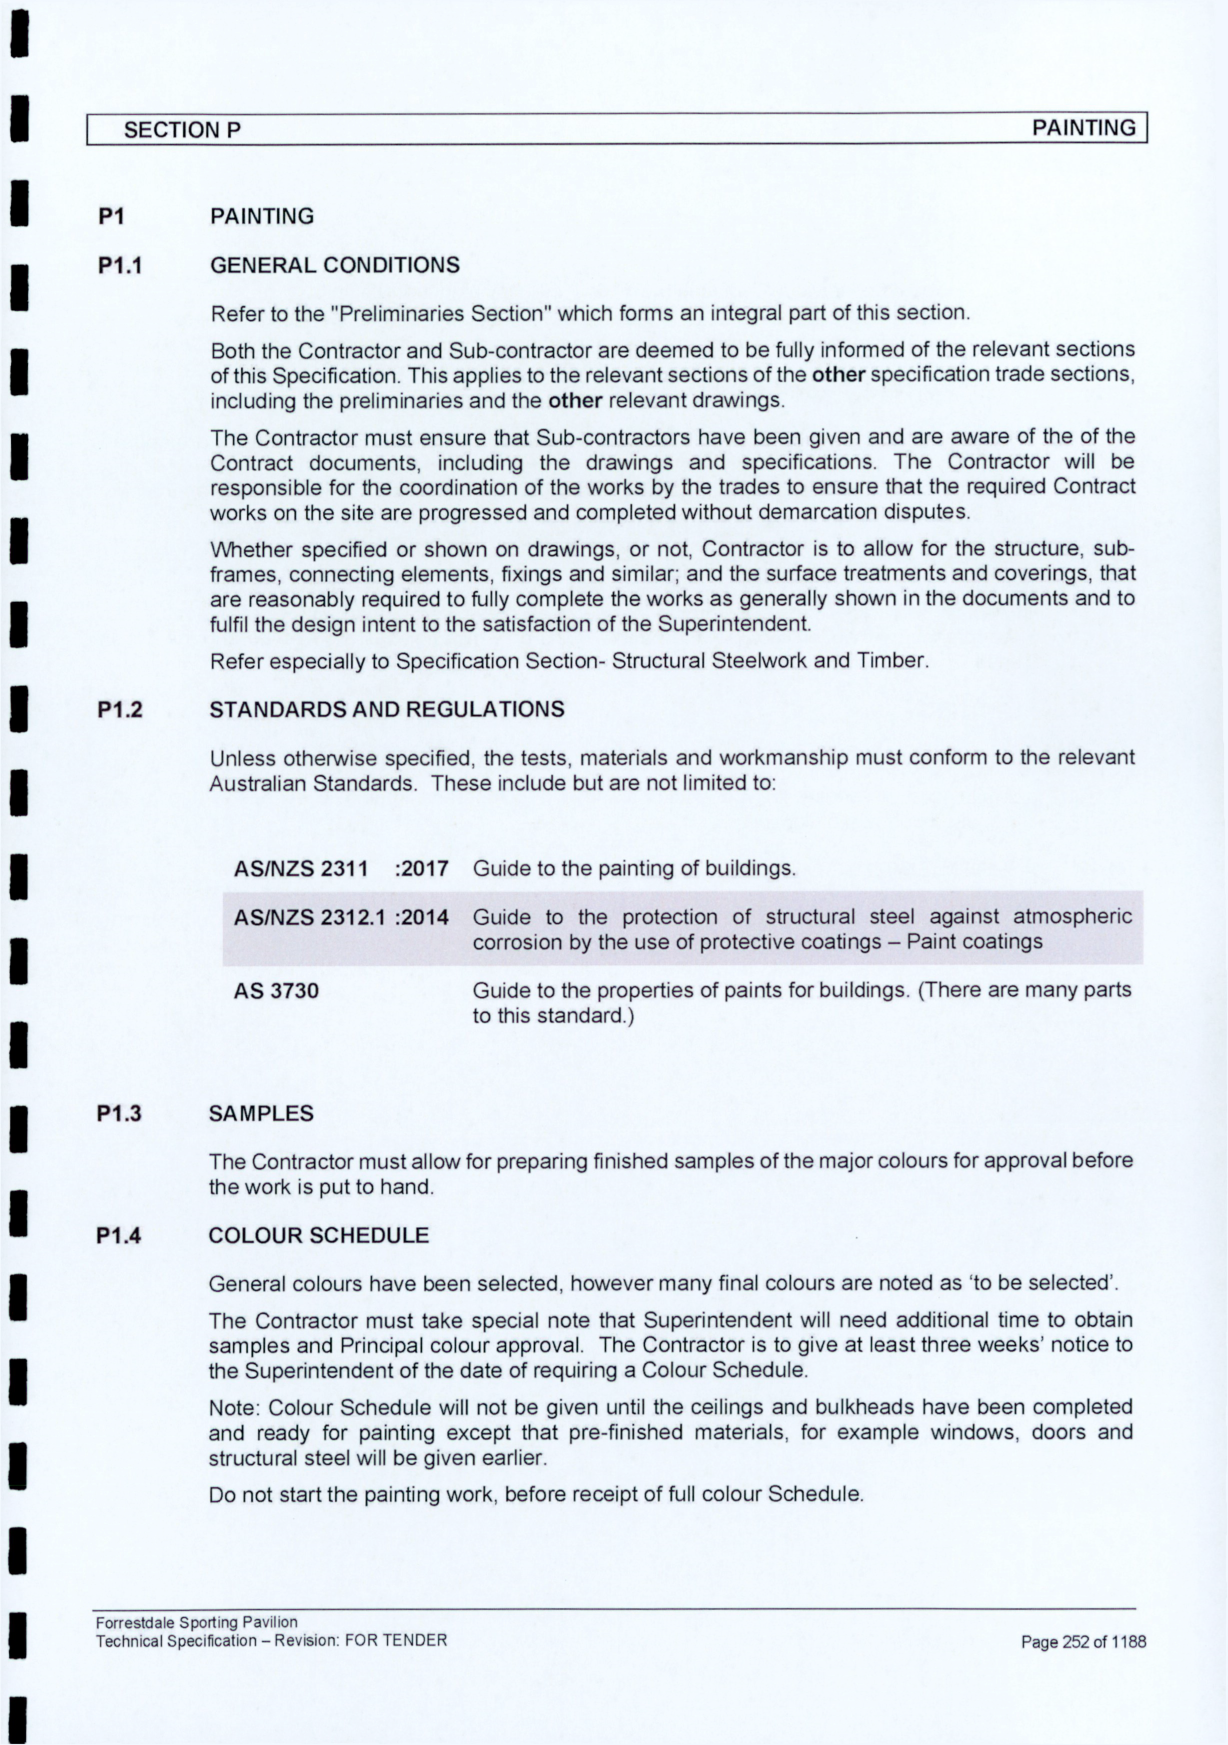 SECTION P PAINTING
P1 PAINTING
P1.1 GENERAL CONDITIONS
Refer to the "Preliminaries Section" which forms an integral part of this section.
Both the Contractor and Sub-contractor are deemed to be fully informed of the relevant sections
of this Specification. This applies to the relevant sections of the other specification trade sections,
including the preliminaries and the other relevant drawings.
The Contractor must ensure that Sub-contractors have been given and are aware of the of the
Contract documents, including the drawings and specifications. The Contractor will be
responsible for the coordination of the works by the trades to ensure that the required Contract
works on the site are progressed and completed without demarcation disputes.
Whether specified or shown on drawings, or not, Contractor is to allow for the structure, sub-
frames, connecting elements, fixings and similar; and the surface treatments and coverings, that
are reasonably required to fully complete the works as generally shown in the documents and to
fulfil the design intent to the satisfaction of the Superintendent.
Refer especially to Specification Section- Structural Steelwork and Timber.
P1.2 STANDARDS AND REGULATIONS
Unless otherwise specified, the tests, materials and workmanship must conform to the relevant
Australian Standards. These include but are not limited to:
AS/NZS 2311 :2017 Guide to the painting of buildings.
AS/NZS 2312.1 :2014 Guide to the protection of structural steel against atmospheric
corrosion by the use of protective coatings – Paint coatings
AS 3730 Guide to the properties of paints for buildings. (There are many parts
to this standard.)
P1.3 SAMPLES
The Contractor must allow for preparing finished samples of the major colours for approval before
the work is put to hand.
P1.4 COLOUR SCHEDULE
General colours have been selected, however many final colours are noted as ‘to be selected’.
The Contractor must take special note that Superintendent will need additional time to obtain
samples and Principal colour approval. The Contractor is to give at least three weeks’ notice to
the Superintendent of the date of requiring a Colour Schedule.
Note: Colour Schedule will not be given until the ceilings and bulkheads have been completed
and ready for painting except that pre-finished materials, for example windows, doors and
structural steel will be given earlier.
Do not start the painting work, before receipt of full colour Schedule.
Forrestdale Sporting Pavilion
Technical Specification – Revision: FOR TENDER Page 252 of 1188